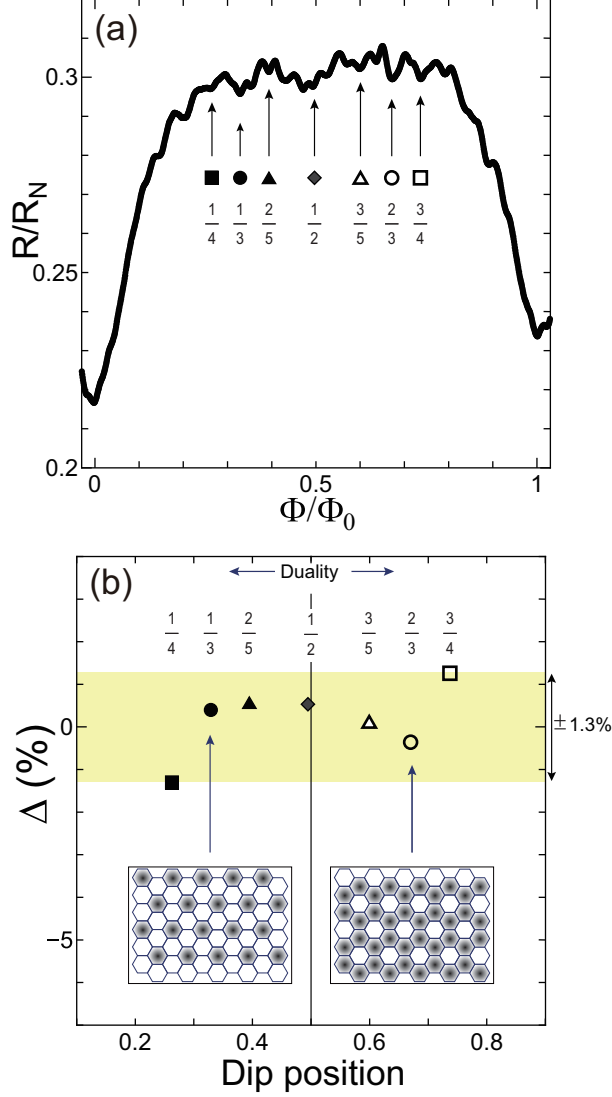 (a)
0.3
0.25
0.2
R/R_N
1/4 1/3 2/5 1/2 3/5 2/3 3/4
0 0.5 1
Φ/Φ_0
(b)
Duality
1/4 1/3 2/5 1/2 3/5 2/3 3/4
0
−5
Δ (%)
±1.3%
0.2 0.4 0.6 0.8
Dip position